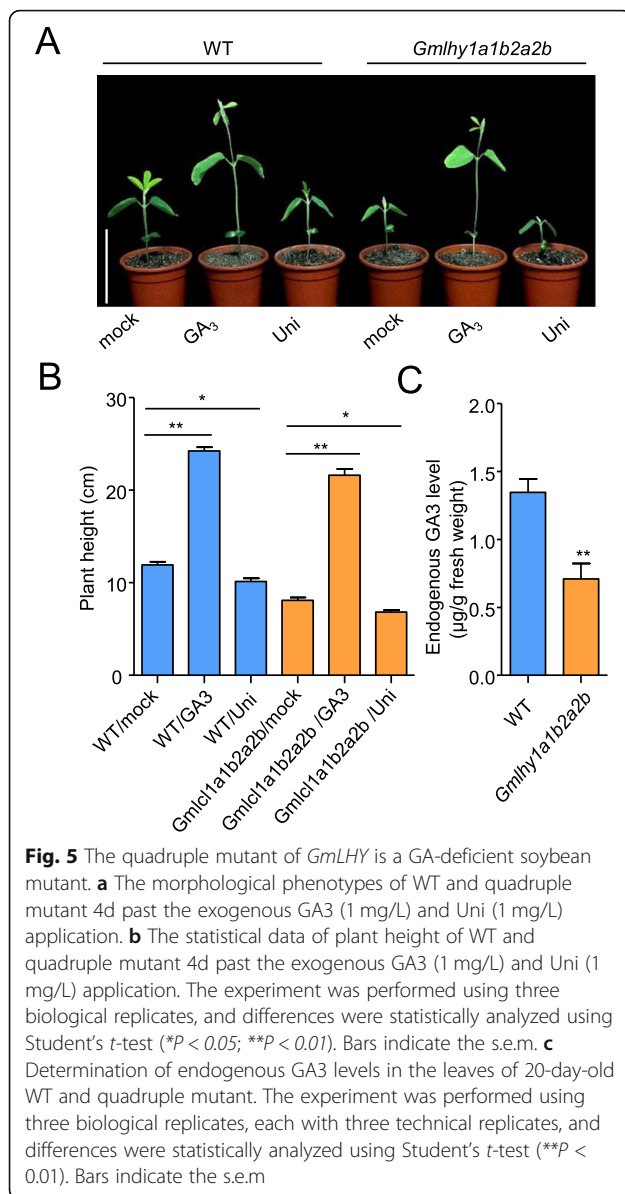 A
WT Gmlhy1a1b2a2b
mock GA₃ Uni mock GA₃ Uni
B
Plant height (cm)
30
20
10
0
*
**
*
**
WT/mock
WT/GA3
WT/Uni
Gmlcl1a1b2a2b/mock
Gmlcl1a1b2a2b /GA3
Gmlcl1a1b2a2b /Uni
C
Endogenous GA3 level
(μg/g fresh weight)
2.0
1.5
1.0
0.5
0.0
**
WT
Gmlhy1a1b2a2b
Fig. 5 The quadruple mutant of GmLHY is a GA-deficient soybean
mutant. a The morphological phenotypes of WT and quadruple
mutant 4d past the exogenous GA3 (1 mg/L) and Uni (1 mg/L)
application. b The statistical data of plant height of WT and
quadruple mutant 4d past the exogenous GA3 (1 mg/L) and Uni (1
mg/L) application. The experiment was performed using three
biological replicates, and differences were statistically analyzed using
Student's t-test (*P < 0.05; **P < 0.01). Bars indicate the s.e.m. c
Determination of endogenous GA3 levels in the leaves of 20-day-old
WT and quadruple mutant. The experiment was performed using
three biological replicates, each with three technical replicates, and
differences were statistically analyzed using Student's t-test (**P <
0.01). Bars indicate the s.e.m